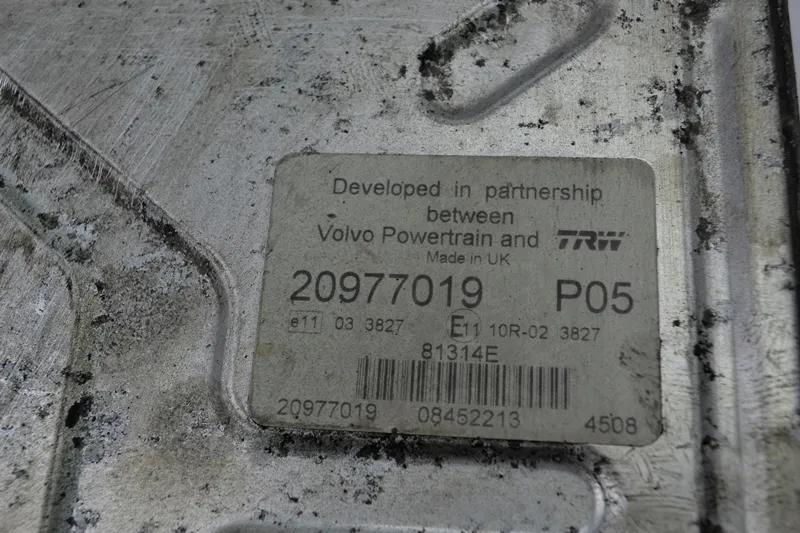 Developed in partnership
between
Volvo Powertrain and TRW
Made in UK
20977019 P05
e11 03 3827 E11 10R-02 3827
81314E
20977019 08452213 4508